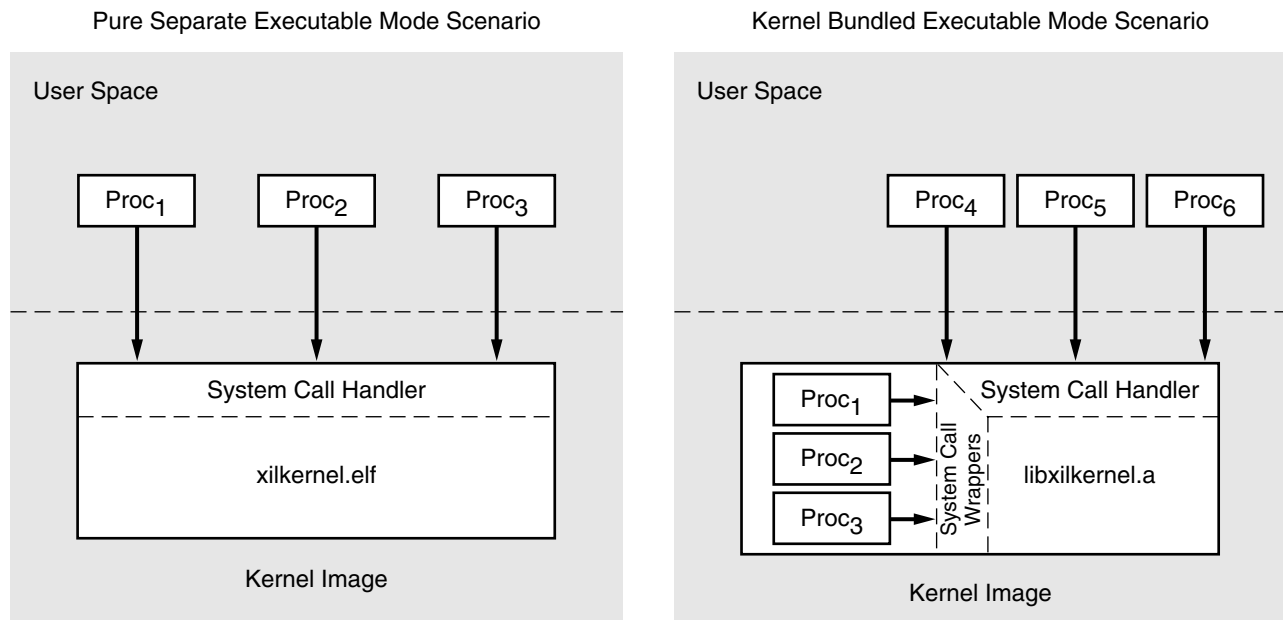 Pure Separate Executable Mode Scenario
User Space
Proc1
Proc2
Proc3
System Call Handler
xilkernel.elf
Kernel Image
Kernel Bundled Executable Mode Scenario
User Space
Proc4
Proc5
Proc6
System Call Handler
Proc1
Proc2
Proc3
System Call
Wrappers
libxilkernel.a
Kernel Image